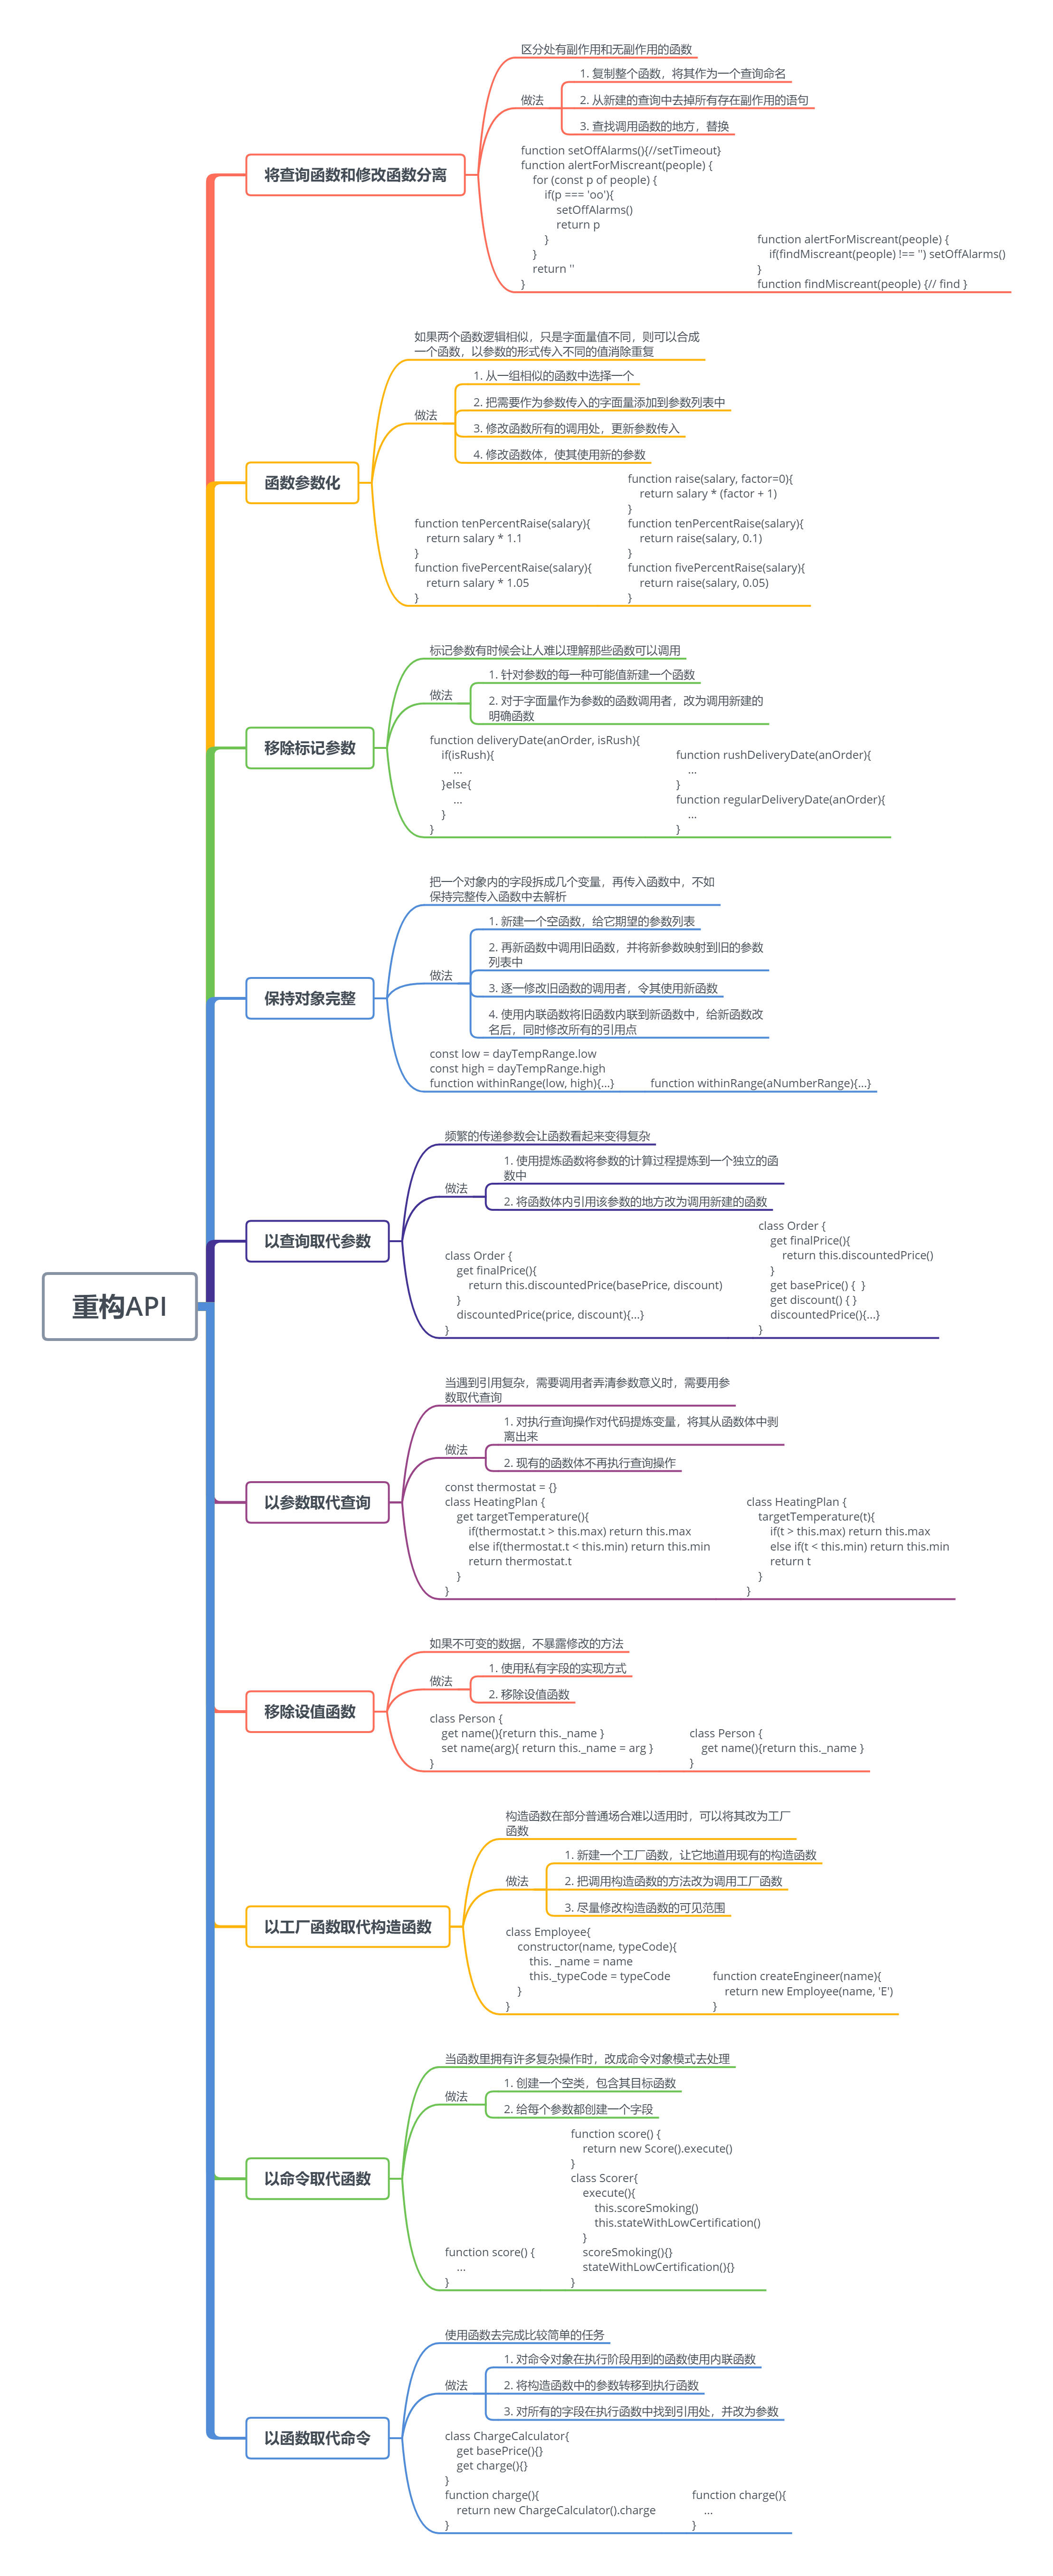 重构API
将查询函数和修改函数分离
区分处有副作用和无副作用的函数
做法
1. 复制整个函数，将其作为一个查询命名
2. 从新建的查询中去掉所有存在副作用的语句
3. 查找调用函数的地方，替换
function setOffAlarms(){//setTimeout}
function alertForMiscreant(people) {
for (const p of people) {
if(p === 'oo'){
setOffAlarms()
return p
}
}
return ''
}
function alertForMiscreant(people) {
if(findMiscreant(people) !== '') setOffAlarms()
}
function findMiscreant(people) {// find }
函数参数化
如果两个函数逻辑相似，只是字面量值不同，则可以合成
一个函数，以参数的形式传入不同的值消除重复
做法
1. 从一组相似的函数中选择一个
2. 把需要作为参数传入的字面量添加到参数列表中
3. 修改函数所有的调用处，更新参数传入
4. 修改函数体，使其使用新的参数
function tenPercentRaise(salary){
return salary * 1.1
}
function fivePercentRaise(salary){
return salary * 1.05
}
function raise(salary, factor=0){
return salary * (factor + 1)
}
function tenPercentRaise(salary){
return raise(salary, 0.1)
}
function fivePercentRaise(salary){
return raise(salary, 0.05)
}
移除标记参数
标记参数有时候会让人难以理解那些函数可以调用
做法
1. 针对参数的每一种可能值新建一个函数
2. 对于字面量作为参数的函数调用者，改为调用新建的
明确函数
function deliveryDate(anOrder, isRush){
if(isRush){
...
}else{
...
}
}
function rushDeliveryDate(anOrder){
...
}
function regularDeliveryDate(anOrder){
...
}
保持对象完整
把一个对象内的字段拆成几个变量，再传入函数中，不如
保持完整传入函数中去解析
做法
1. 新建一个空函数，给它期望的参数列表
2. 再新函数中调用旧函数，并将新参数映射到旧的参数
列表中
3. 逐一修改旧函数的调用者，令其使用新函数
4. 使用内联函数将旧函数内联到新函数中，给新函数改
名后，同时修改所有的引用点
const low = dayTempRange.low
const high = dayTempRange.high
function withinRange(low, high){...}
function withinRange(aNumberRange){...}
以查询取代参数
频繁的传递参数会让函数看起来变得复杂
做法
1. 使用提炼函数将参数的计算过程提炼到一个独立的函
数中
2. 将函数体内引用该参数的地方改为调用新建的函数
class Order {
get finalPrice(){
return this.discountedPrice(basePrice, discount)
}
discountedPrice(price, discount){...}
}
class Order {
get finalPrice(){
return this.discountedPrice()
}
get basePrice() {  }
get discount() { }
discountedPrice(){...}
}
以参数取代查询
当遇到引用复杂，需要调用者弄清参数意义时，需要用参
数取代查询
做法
1. 对执行查询操作对代码提炼变量，将其从函数体中剥
离出来
2. 现有的函数体不再执行查询操作
const thermostat = {}
class HeatingPlan {
get targetTemperature(){
if(thermostat.t > this.max) return this.max
else if(thermostat.t < this.min) return this.min
return thermostat.t
}
}
class HeatingPlan {
targetTemperature(t){
if(t > this.max) return this.max
else if(t < this.min) return this.min
return t
}
}
移除设值函数
如果不可变的数据，不暴露修改的方法
做法
1. 使用私有字段的实现方式
2. 移除设值函数
class Person {
get name(){return this._name }
set name(arg){ return this._name = arg }
}
class Person {
get name(){return this._name }
}
以工厂函数取代构造函数
构造函数在部分普通场合难以适用时，可以将其改为工厂
函数
做法
1. 新建一个工厂函数，让它地道用现有的构造函数
2. 把调用构造函数的方法改为调用工厂函数
3. 尽量修改构造函数的可见范围
class Employee{
constructor(name, typeCode){
this. _name = name
this._typeCode = typeCode
}
}
function createEngineer(name){
return new Employee(name, 'E')
}
以命令取代函数
当函数里拥有许多复杂操作时，改成命令对象模式去处理
做法
1. 创建一个空类，包含其目标函数
2. 给每个参数都创建一个字段
function score() {
...
}
function score() {
return new Score().execute()
}
class Scorer{
execute(){
this.scoreSmoking()
this.stateWithLowCertification()
}
scoreSmoking(){}
stateWithLowCertification(){}
}
以函数取代命令
使用函数去完成比较简单的任务
做法
1. 对命令对象在执行阶段用到的函数使用内联函数
2. 将构造函数中的参数转移到执行函数
3. 对所有的字段在执行函数中找到引用处，并改为参数
class ChargeCalculator{
get basePrice(){}
get charge(){}
}
function charge(){
return new ChargeCalculator().charge
}
function charge(){
...
}